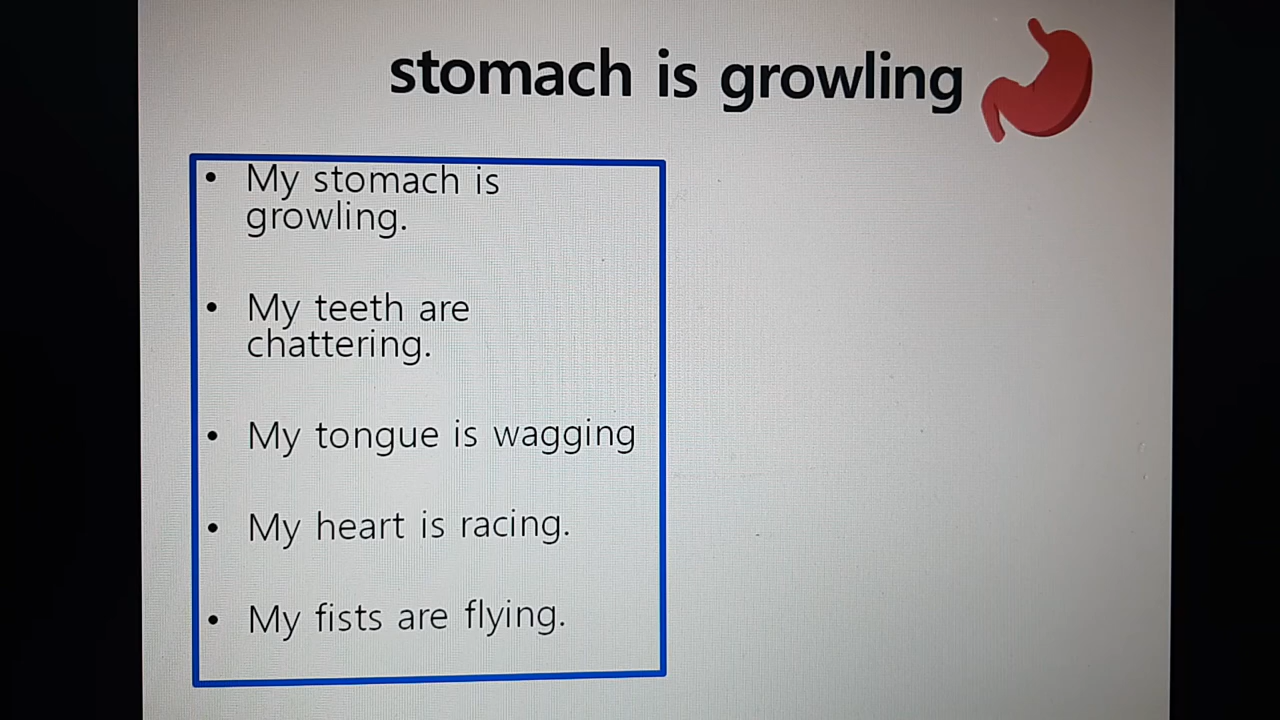 stomach is growling
• My stomach is
growling.
• My teeth are
chattering.
• My tongue is wagging
• My heart is racing.
• My fists are flying.